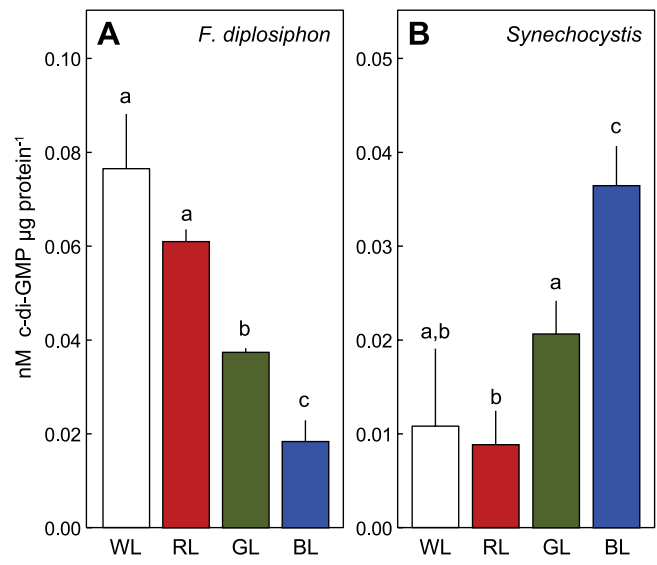 A F. diplosiphon
B Synechocystis
nM c-di-GMP µg protein⁻¹
0.10
0.08
0.06
0.04
0.02
0.00
a
a
b
c
WL RL GL BL
0.05
0.04
0.03
0.02
0.01
0.00
a,b
b
a
c
WL RL GL BL